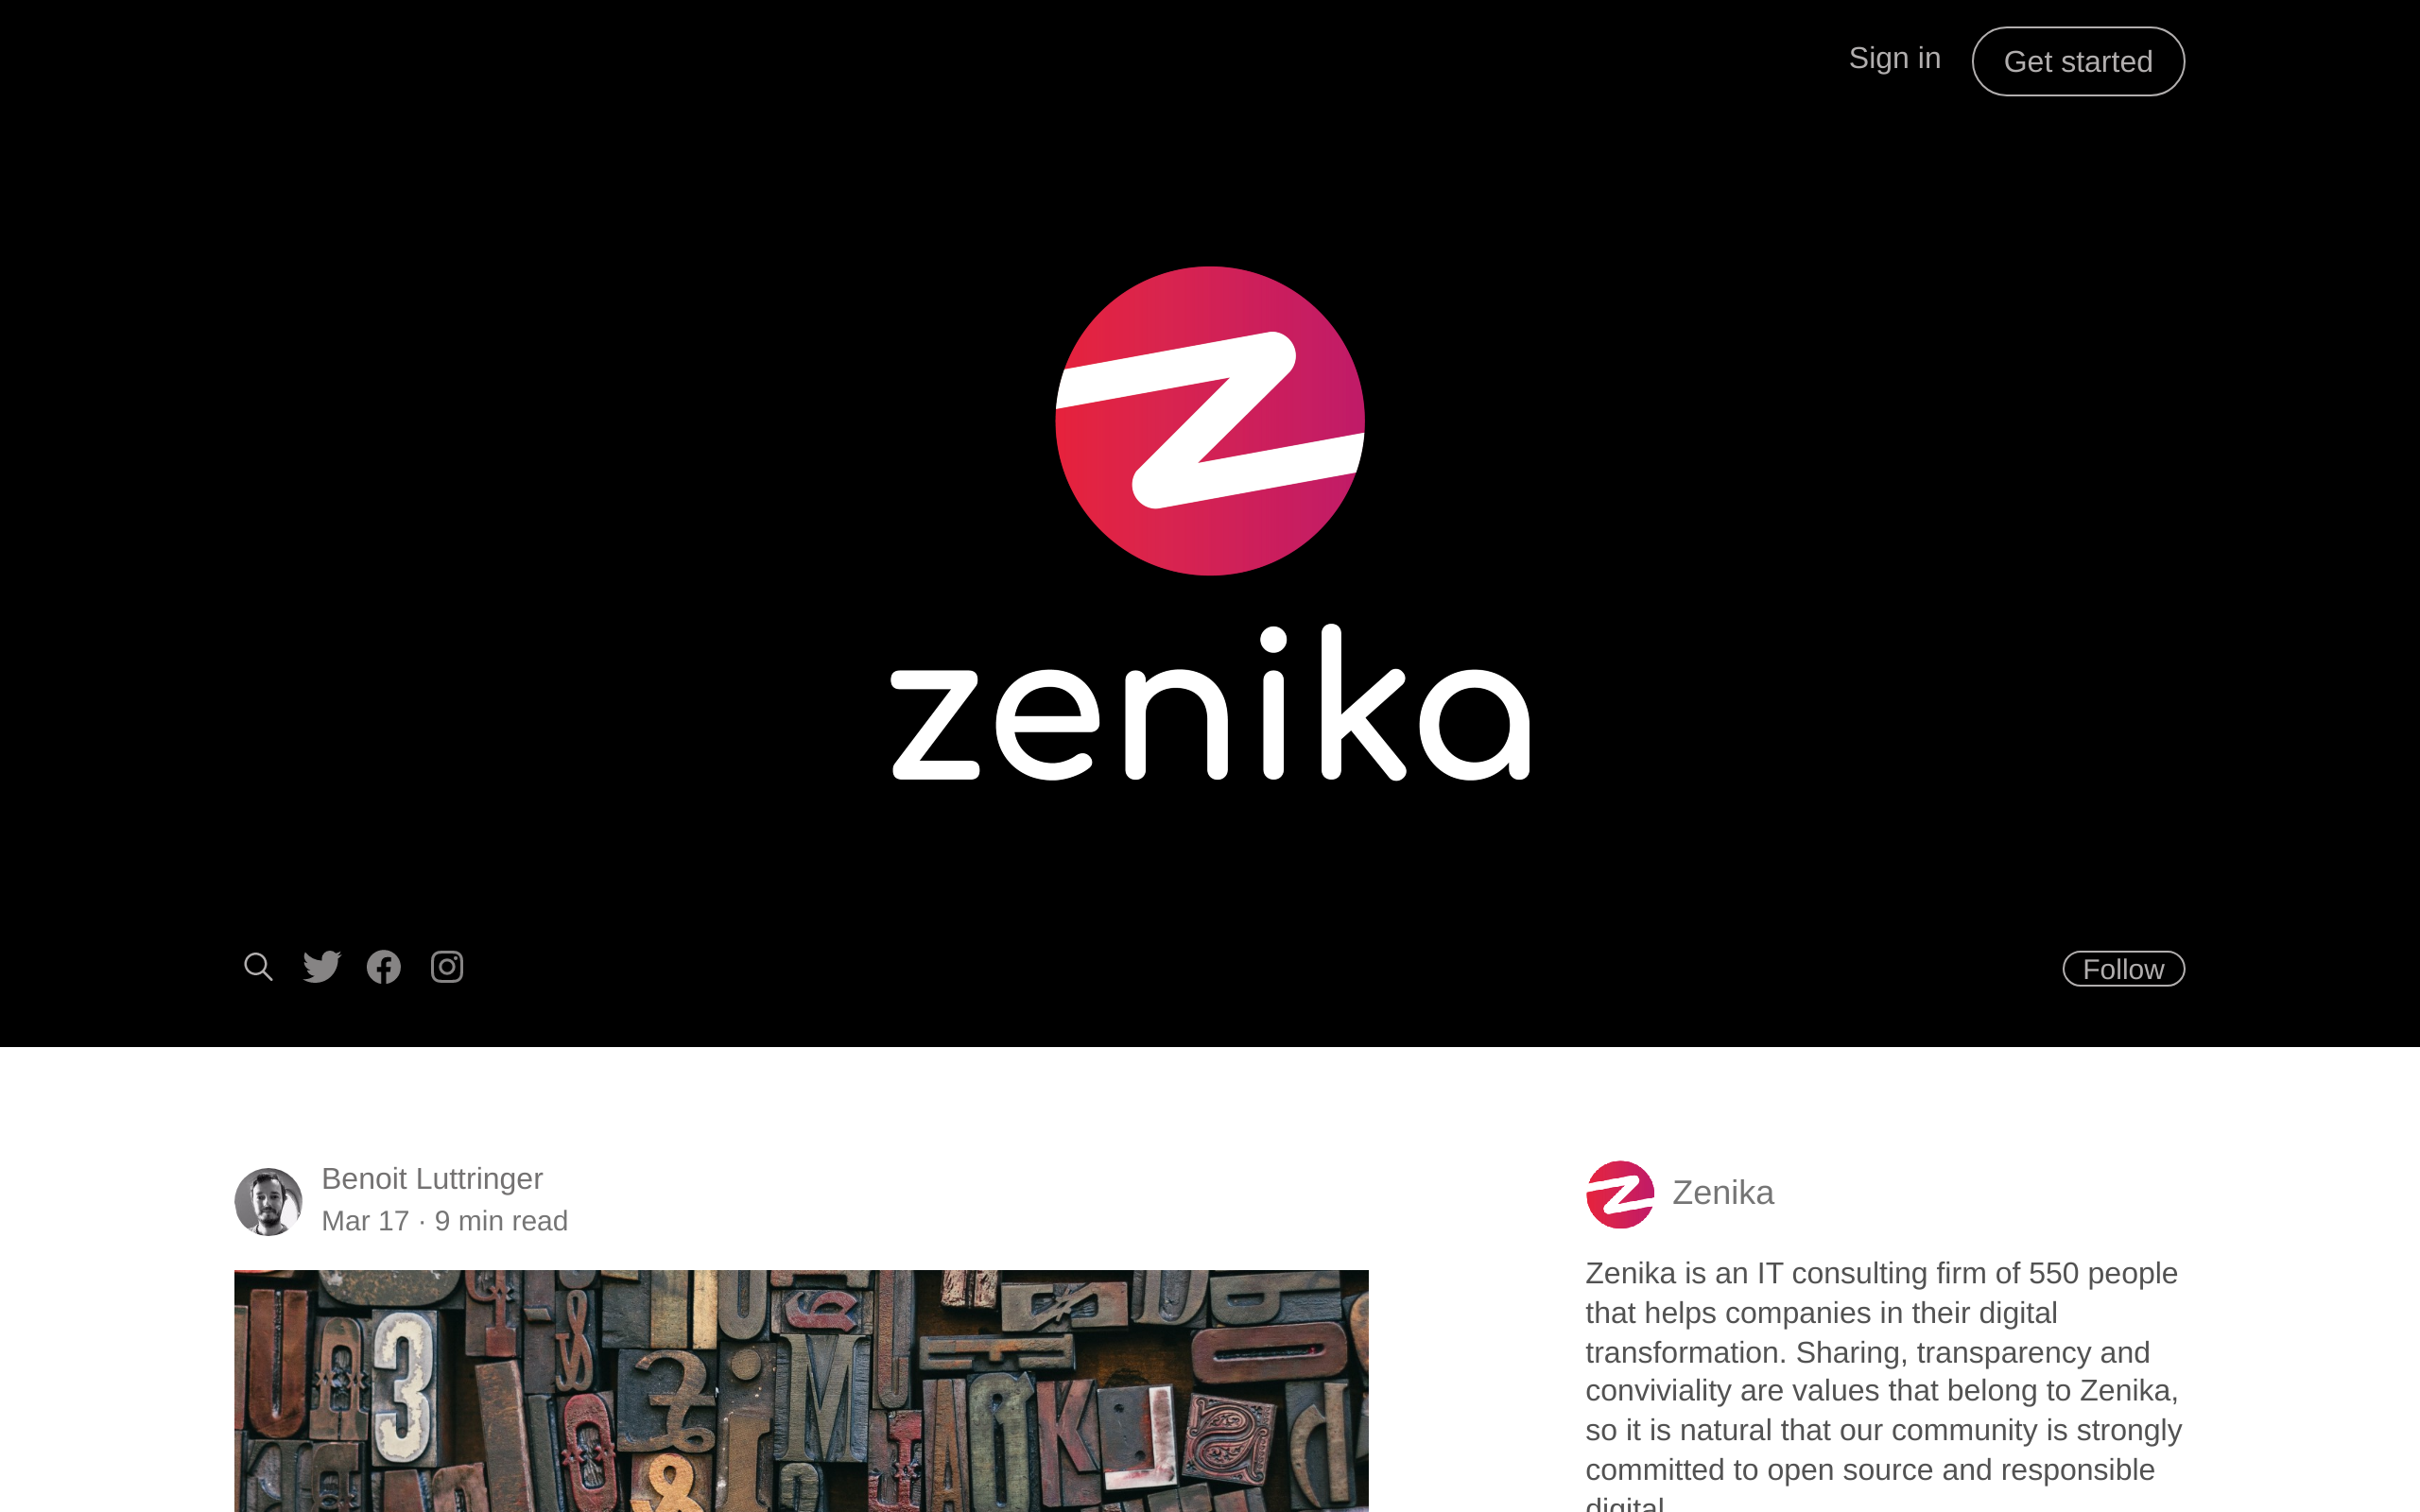 Sign in
Get started
zenika
Follow
Benoit Luttringer
Mar 17 · 9 min read
Zenika
Zenika is an IT consulting firm of 550 people
that helps companies in their digital
transformation. Sharing, transparency and
conviviality are values that belong to Zenika,
so it is natural that our community is strongly
committed to open source and responsible
digital